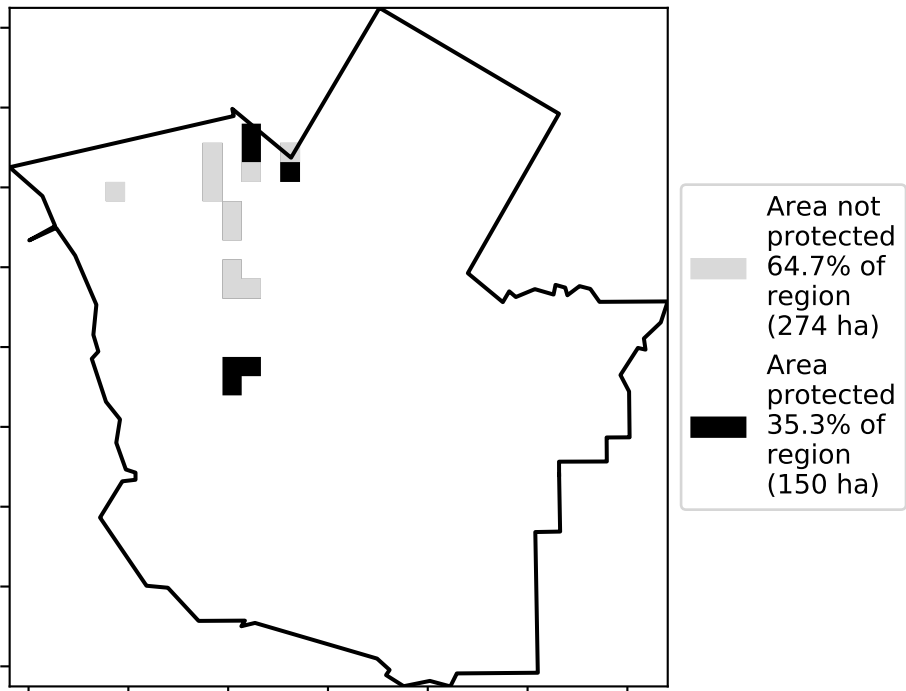 Area not
protected
64.7% of
region
(274 ha)
Area
protected
35.3% of
region
(150 ha)